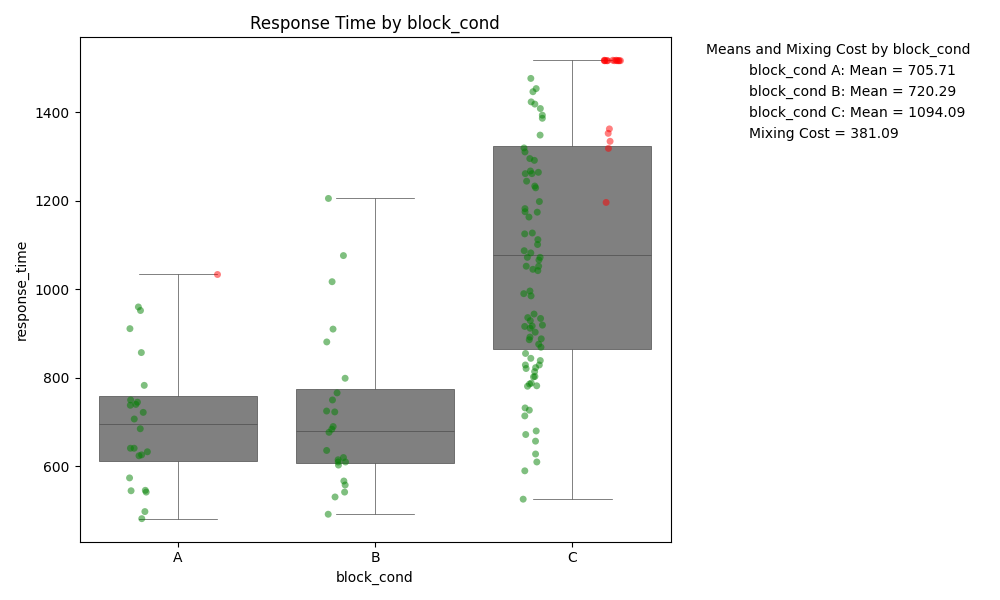 Response Time by block_cond
Means and Mixing Cost by block_cond
block_cond A: Mean = 705.71
block_cond B: Mean = 720.29
block_cond C: Mean = 1094.09
Mixing Cost = 381.09
response_time
1400
1200
1000
800
600
A
B
C
block_cond